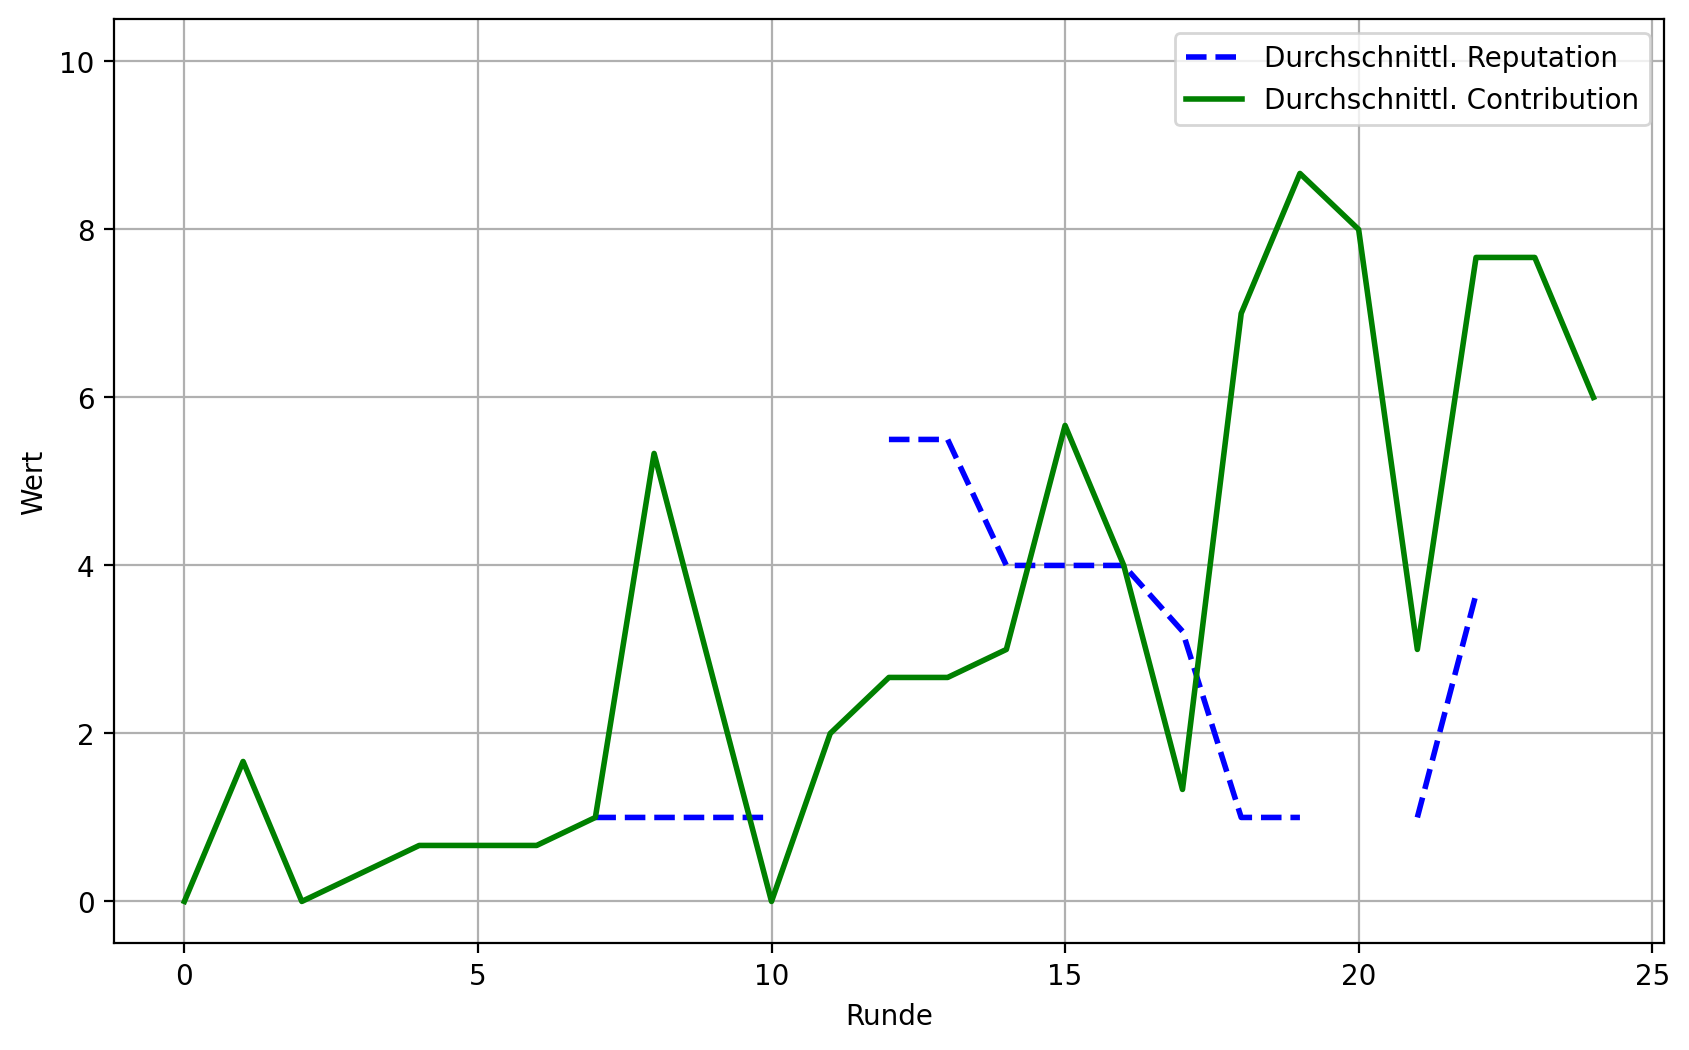 Durchschnittl. Reputation
Durchschnittl. Contribution
Wert
10
8
6
4
2
0
0 5 10 15 20 25
Runde